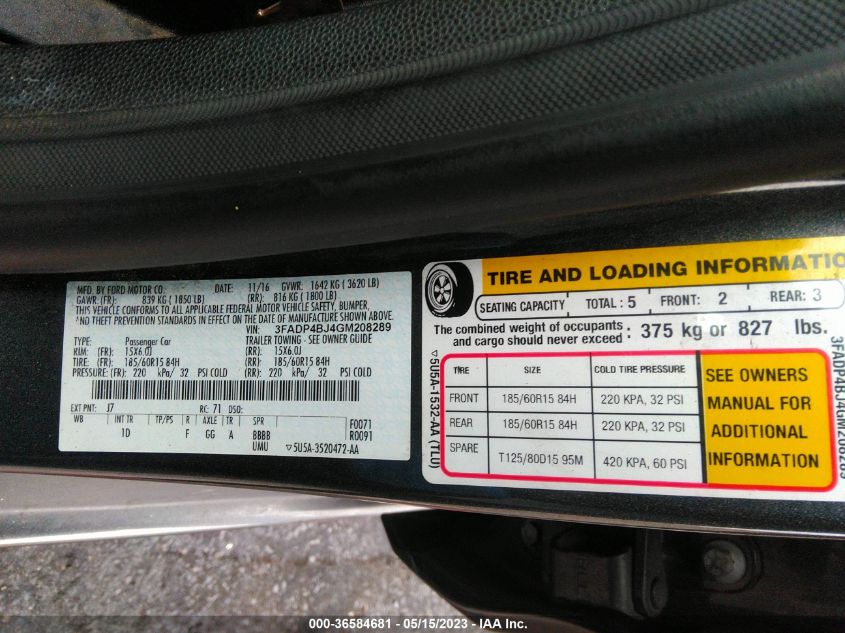 MFD. BY FORD MOTOR CO. DATE: 11/16 GVWR: 1642 KG ( 3620 LB)
GAWR: (FR): 839 KG ( 1850 LB) (RR): 816 KG ( 1800 LB)
THIS VEHICLE CONFORMS TO ALL APPLICABLE FEDERAL MOTOR VEHICLE SAFETY, BUMPER,
AND THEFT PREVENTION STANDARDS IN EFFECT ON THE DATE OF MANUFACTURE SHOWN ABOVE.
VIN: 3FADP4BJ4GM208289
TYPE: Passenger Car TRAILER TOWING - SEE OWNER GUIDE
RIM: (FR): 15X6.0J (RR): 15X6.0J
TIRE: (FR): 185/60R15 84H (RR): 185/60R15 84H
PRESSURE: (FR): 220 kPa/ 32 PSI COLD (RR): 220 kPa/ 32 PSI COLD
EXT PNT: J7 RC: 71 DSO:
WB INT TR TP/PS R AXLE TR SPR F0071
1D F GG A BBBB R0091
UMU ▽5U5A-3520472-AA
TIRE AND LOADING INFORMATIO
SEATING CAPACITY TOTAL : 5 FRONT: 2 REAR: 3
The combined weight of occupants and cargo should never exceed : 375 kg or 827 lbs.
TIRE SIZE COLD TIRE PRESSURE
FRONT 185/60R15 84H 220 KPA, 32 PSI
REAR 185/60R15 84H 220 KPA, 32 PSI
SPARE T125/80D15 95M 420 KPA, 60 PSI
SEE OWNERS
MANUAL FOR
ADDITIONAL
INFORMATION
▽5U5A-1532-AA (TLU)
3FADP4BJ4GM208289
000-36584681 - 05/15/2023 - © IAA Inc.